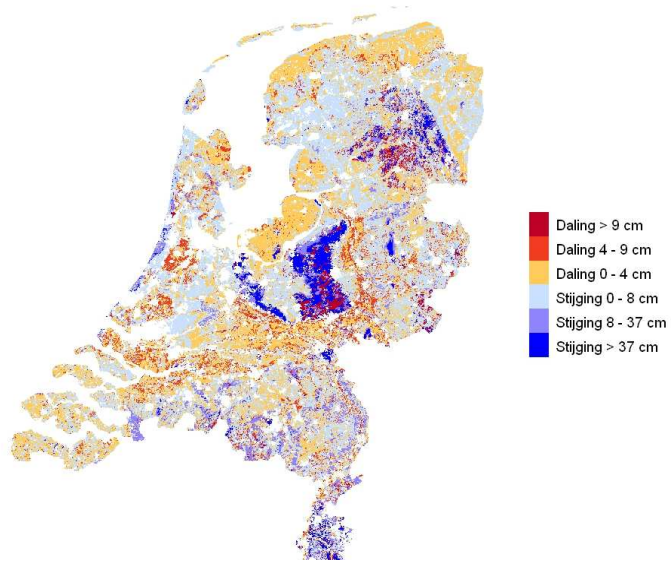 Daling > 9 cm
Daling 4 - 9 cm
Daling 0 - 4 cm
Stijging 0 - 8 cm
Stijging 8 - 37 cm
Stijging > 37 cm